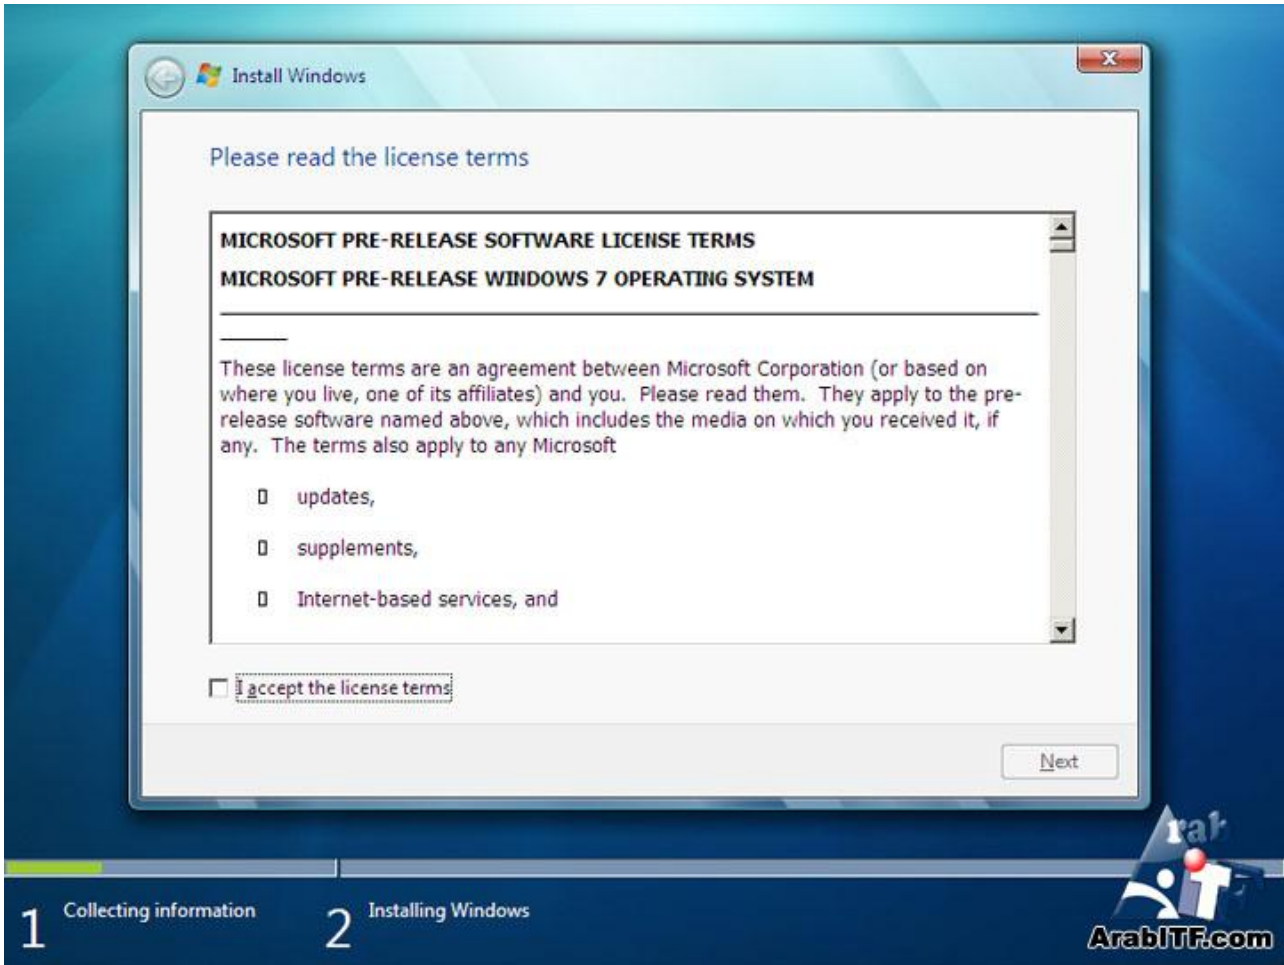 Install Windows
Please read the license terms
MICROSOFT PRE-RELEASE SOFTWARE LICENSE TERMS
MICROSOFT PRE-RELEASE WINDOWS 7 OPERATING SYSTEM
These license terms are an agreement between Microsoft Corporation (or based on
where you live, one of its affiliates) and you.  Please read them.  They apply to the pre-
release software named above, which includes the media on which you received it, if
any.  The terms also apply to any Microsoft
updates,
supplements,
Internet-based services, and
I accept the license terms
Next
1 Collecting information
2 Installing Windows
ArabITF.com